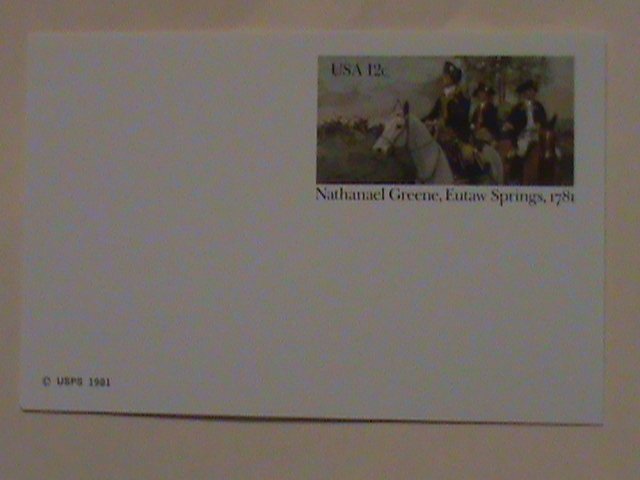 USA 12c
Nathanael Greene, Eutaw Springs, 1781
© USPS 1981